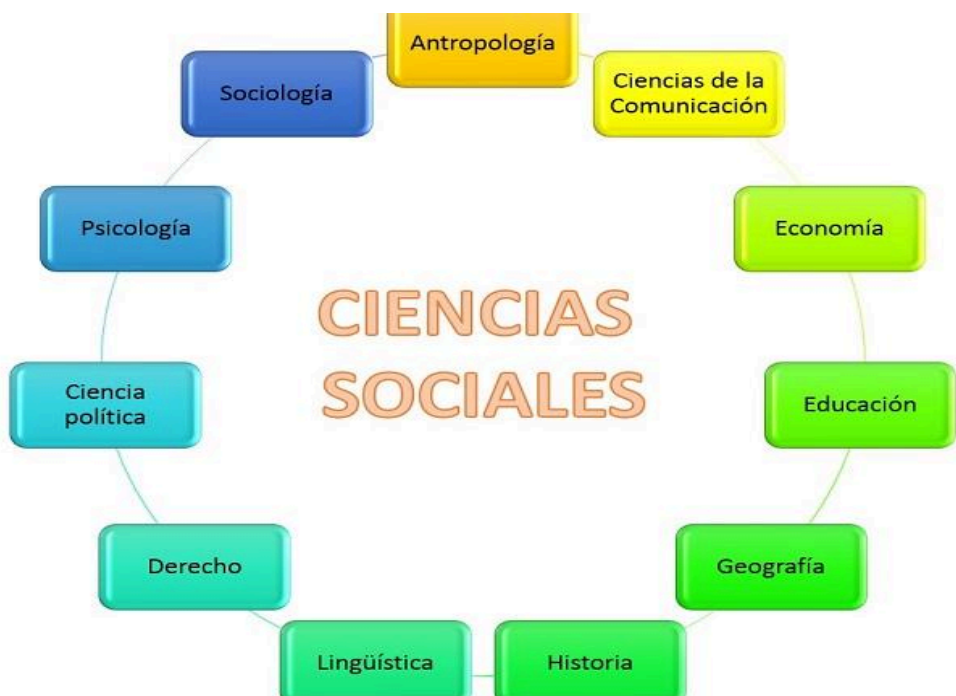 Antropología
Ciencias de la
Comunicación
Economía
Educación
Geografía
Historia
Lingüística
Derecho
Ciencia
política
Psicología
Sociología
CIENCIAS
SOCIALES